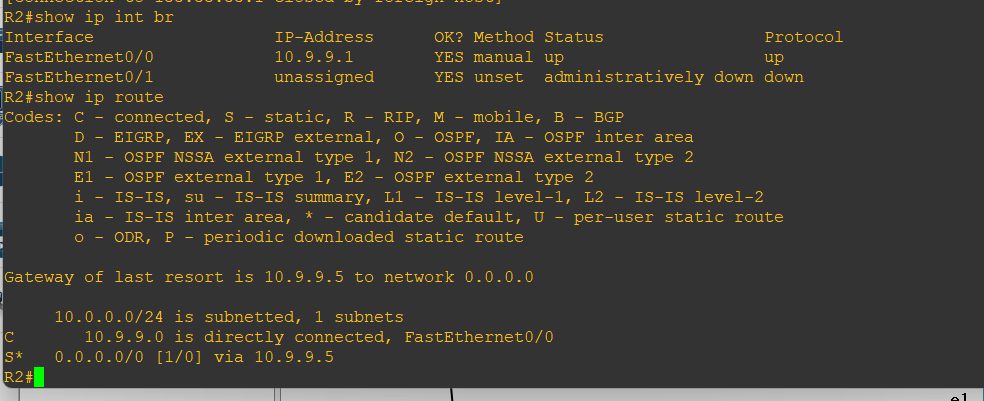 R2#show ip int br
Interface                  IP-Address      OK? Method Status                Protocol
FastEthernet0/0            10.9.9.1        YES manual up                    up
FastEthernet0/1            unassigned      YES unset  administratively down down
R2#show ip route
Codes: C - connected, S - static, R - RIP, M - mobile, B - BGP
       D - EIGRP, EX - EIGRP external, O - OSPF, IA - OSPF inter area
       N1 - OSPF NSSA external type 1, N2 - OSPF NSSA external type 2
       E1 - OSPF external type 1, E2 - OSPF external type 2
       i - IS-IS, su - IS-IS summary, L1 - IS-IS level-1, L2 - IS-IS level-2
       ia - IS-IS inter area, * - candidate default, U - per-user static route
       o - ODR, P - periodic downloaded static route

Gateway of last resort is 10.9.9.5 to network 0.0.0.0

     10.0.0.0/24 is subnetted, 1 subnets
C       10.9.9.0 is directly connected, FastEthernet0/0
S*   0.0.0.0/0 [1/0] via 10.9.9.5
R2#